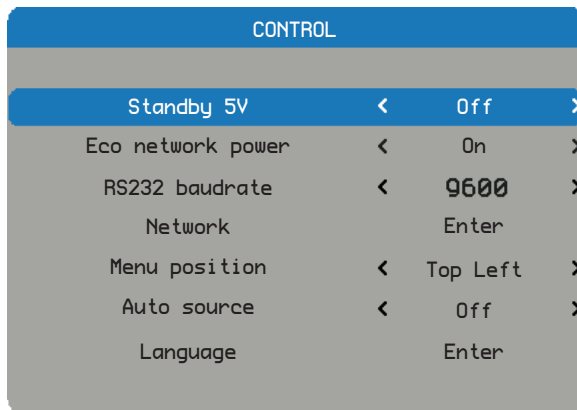 CONTROL
Standby 5V < Off >
Eco network power < On >
RS232 baudrate < 9600 >
Network Enter
Menu position < Top Left >
Auto source < Off >
Language Enter